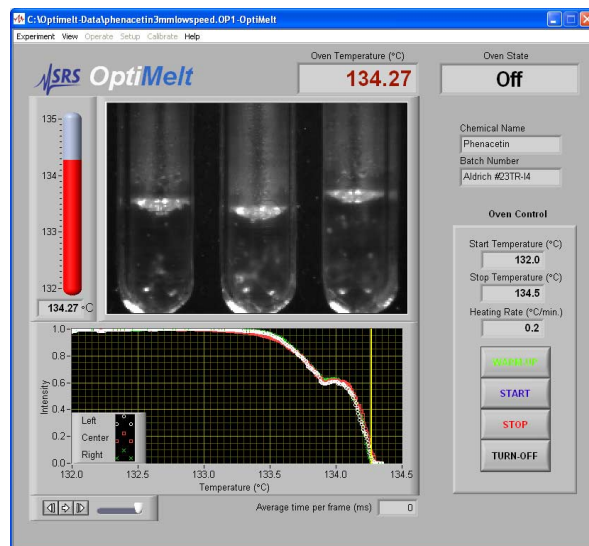 C:\Optimelt-Data\phenacetin3mmlowspeed.OP1-OptiMelt
Experiment View Operate Setup Calibrate Help
SRS OptiMelt
Oven Temperature (°C)
134.27
Oven State
Off
135
134
133
132
134.27 °C
Chemical Name
Phenacetin
Batch Number
Aldrich #23TR-I4
Oven Control
Start Temperature (°C)
132.0
Stop Temperature (°C)
134.5
Heating Rate (°C/min.)
0.2
WARM-UP
START
STOP
TURN-OFF
Intensity
1.0
0.8
0.6
0.4
0.2
0.0
Left
Center
Right
132.0 132.5 133.0 133.5 134.0 134.5
Temperature (°C)
Average time per frame (ms) 0